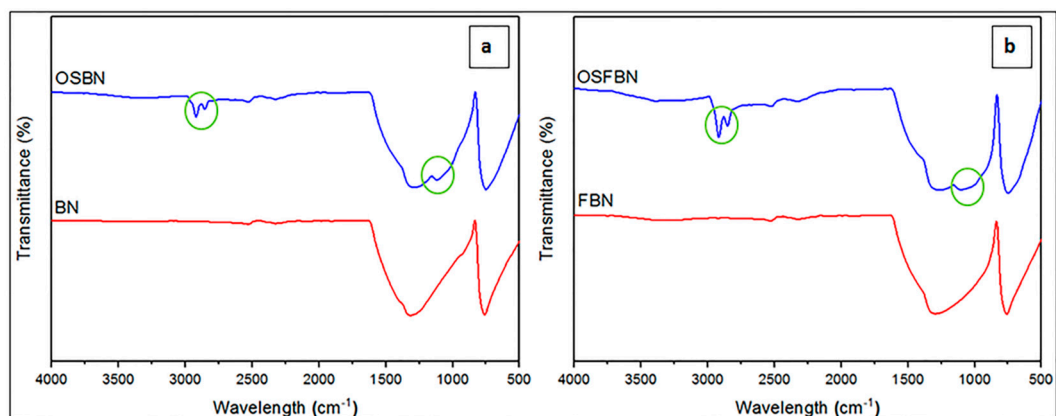 a
OSBN
BN
Transmittance (%)
4000 3500 3000 2500 2000 1500 1000 500
Wavelength (cm⁻¹)
b
OSFBN
FBN
Transmittance (%)
4000 3500 3000 2500 2000 1500 1000 500
Wavelength (cm⁻¹)